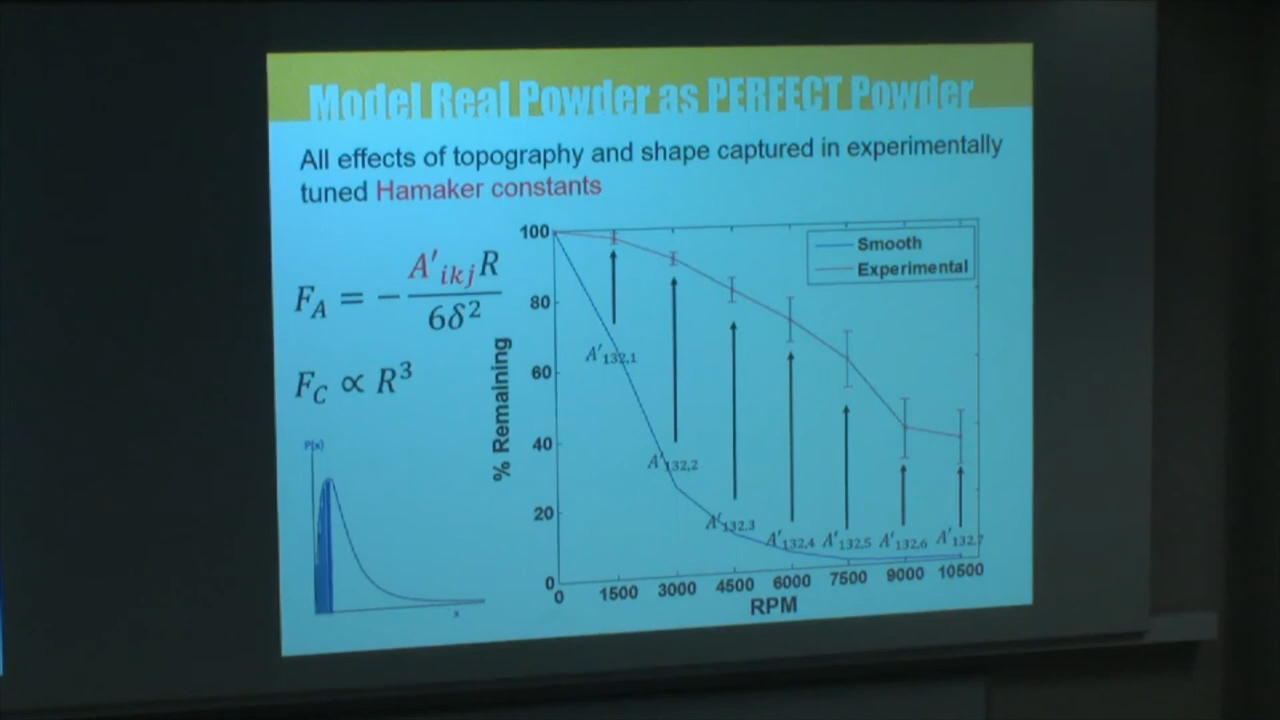 Model Real Powder as PERFECT Powder
All effects of topography and shape captured in experimentally
tuned Hamaker constants
F_A = − A'_{ikj}R / 6δ²
F_C ∝ R³
P(x)
x
% Remaining
100
80
60
40
20
0
Smooth
Experimental
A'_{132,1}
A'_{132,2}
A'_{132,3}
A'_{132,4} A'_{132,5} A'_{132,6} A'_{132,7}
0 1500 3000 4500 6000 7500 9000 10500
RPM